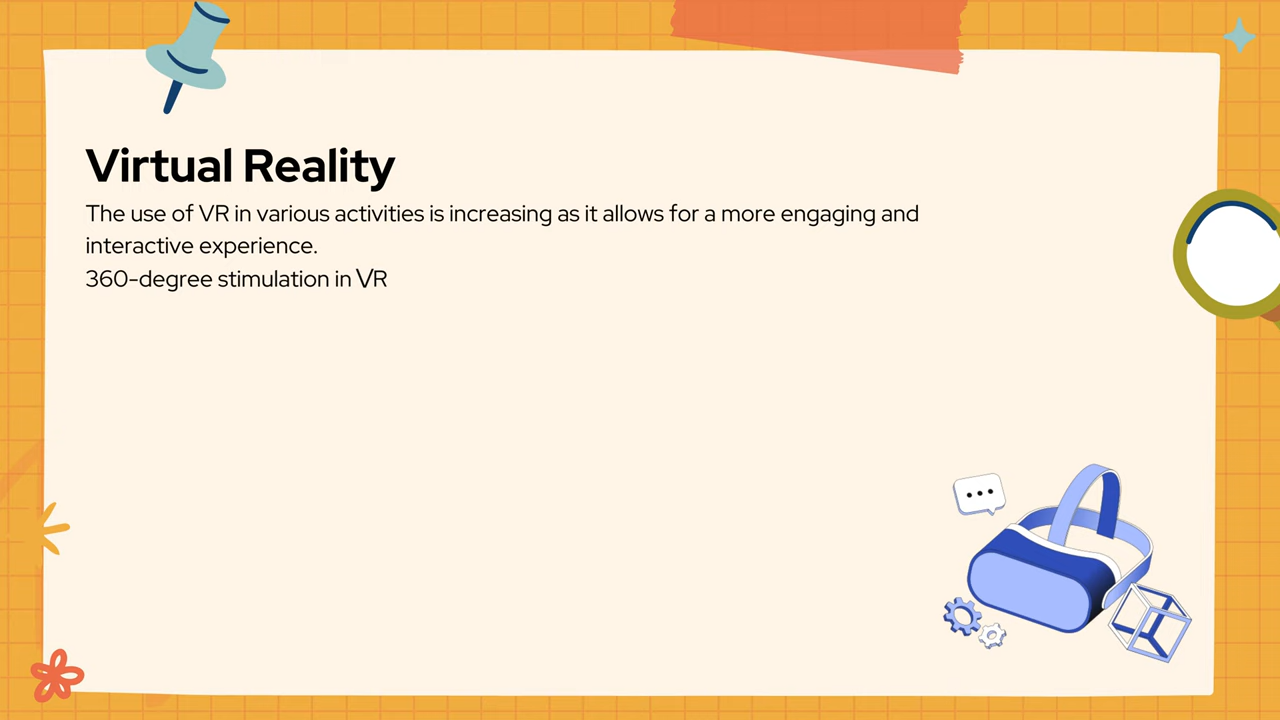 Virtual Reality
The use of VR in various activities is increasing as it allows for a more engaging and
interactive experience.
360-degree stimulation in VR